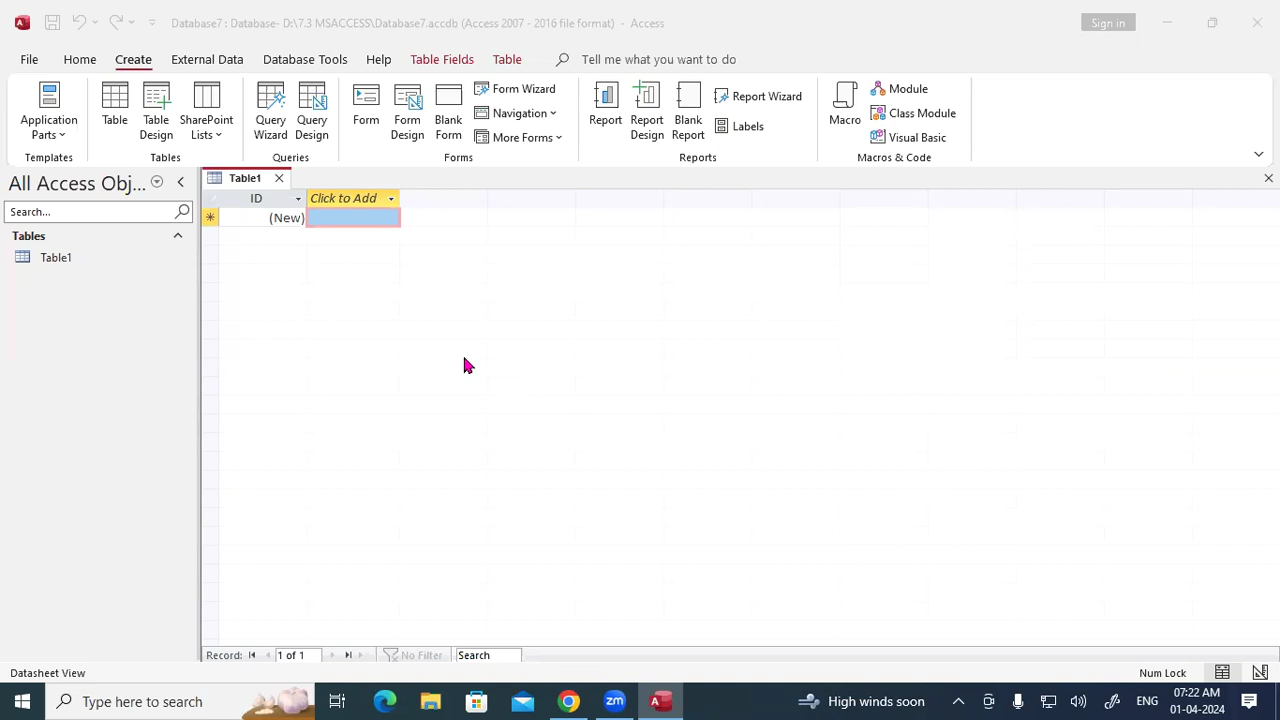 Database7 : Database- D:\7.3 MSACCESS\Database7.accdb (Access 2007 - 2016 file format) - Access
Sign in
File Home Create External Data Database Tools Help Table Fields Table Tell me what you want to do
Application Parts
Templates
Table
Table Design
SharePoint Lists
Tables
Query Wizard
Query Design
Queries
Form
Form Design
Blank Form
Form Wizard
Navigation
More Forms
Forms
Report
Report Design
Blank Report
Report Wizard
Labels
Reports
Macro
Module
Class Module
Visual Basic
Macros & Code
All Access Obj...
Search...
Tables
Table1
Table1
ID Click to Add
(New)
Record: 1 of 1 No Filter Search
Datasheet View
Num Lock
Type here to search
High winds soon
ENG
07:22 AM
01-04-2024